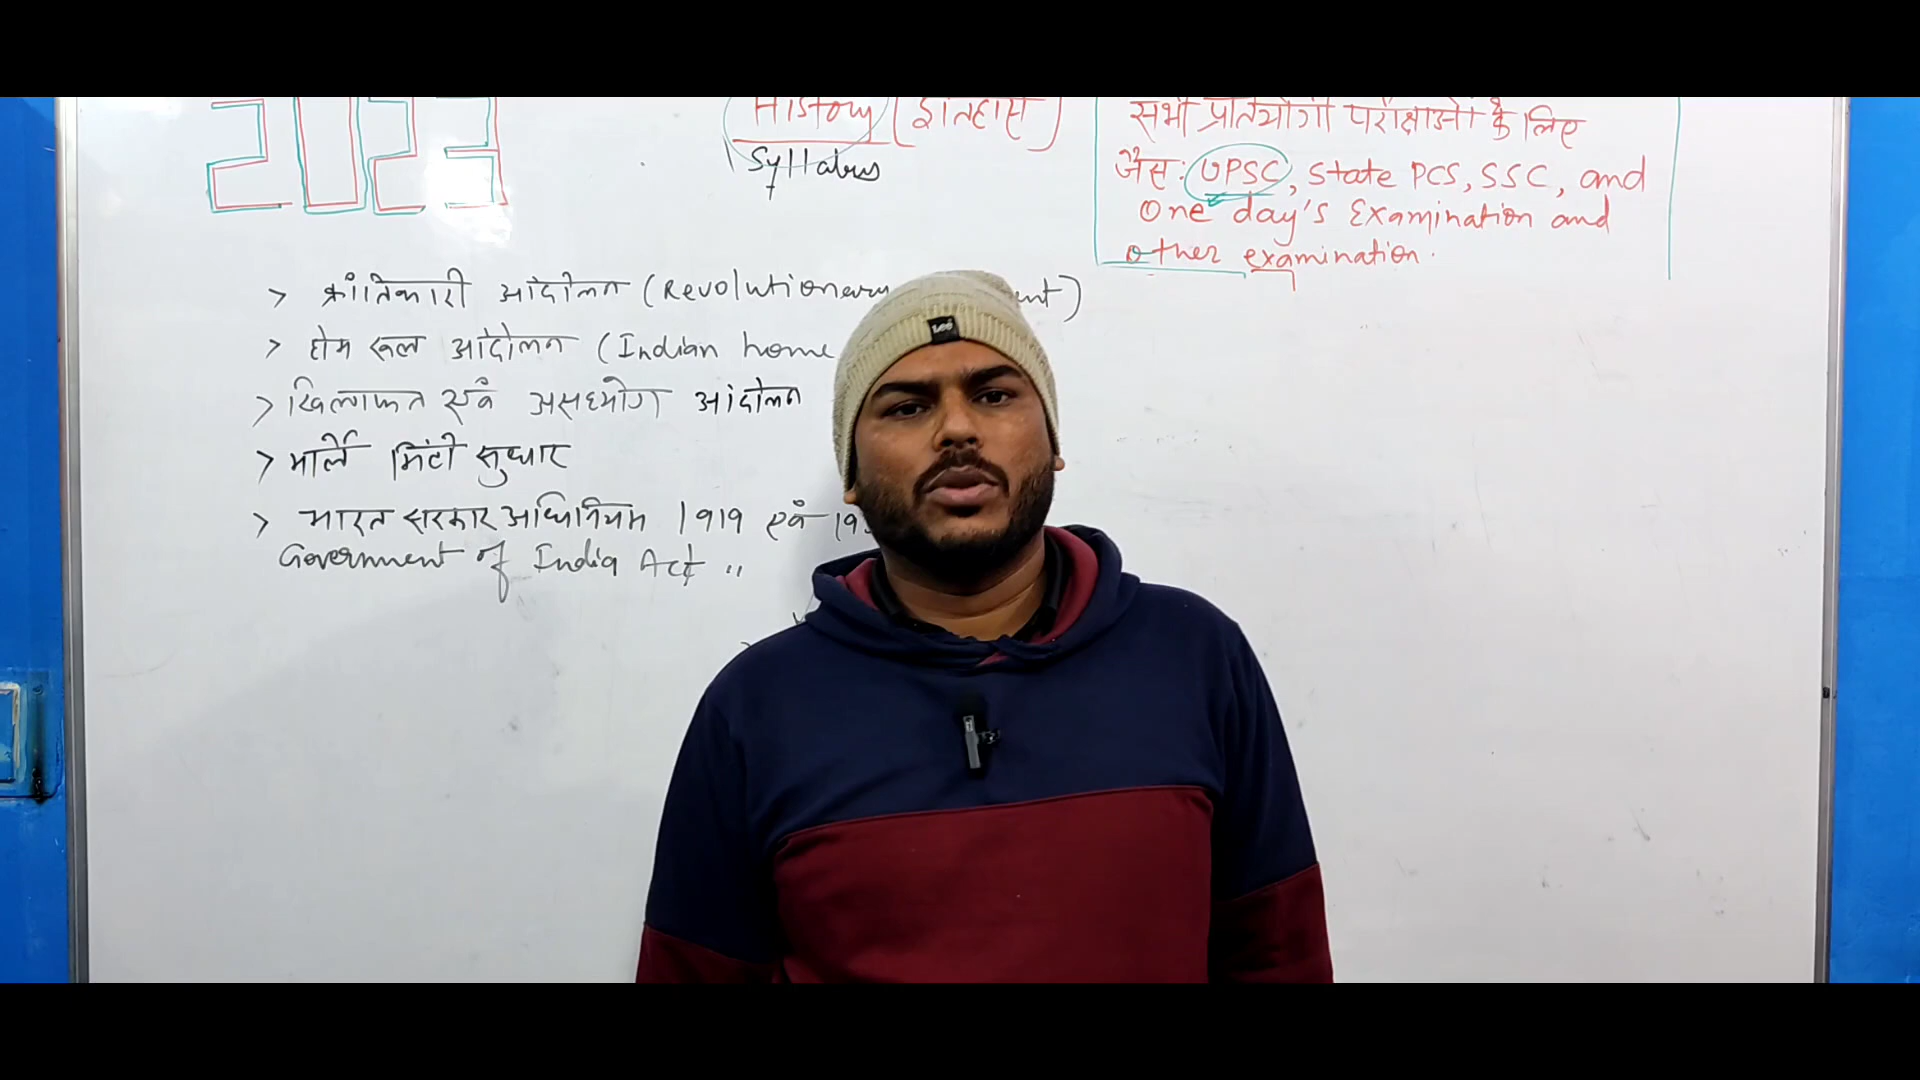 2023
History (इतिहास)
Syllabus
सभी प्रतियोगी परीक्षाओं के लिए
जैसे: UPSC, State PCS, SSC, and
One day's Examination and
other examination.
> क्रांतिकारी आंदोलन (Revolutionary
> होम रूल आंदोलन (Indian home
> खिलाफत एवं असहयोग आंदोलन
> मार्ले मिंटो सुधार
> भारत सरकार अधिनियम 1919 एवं
Government of India Act "
Lee